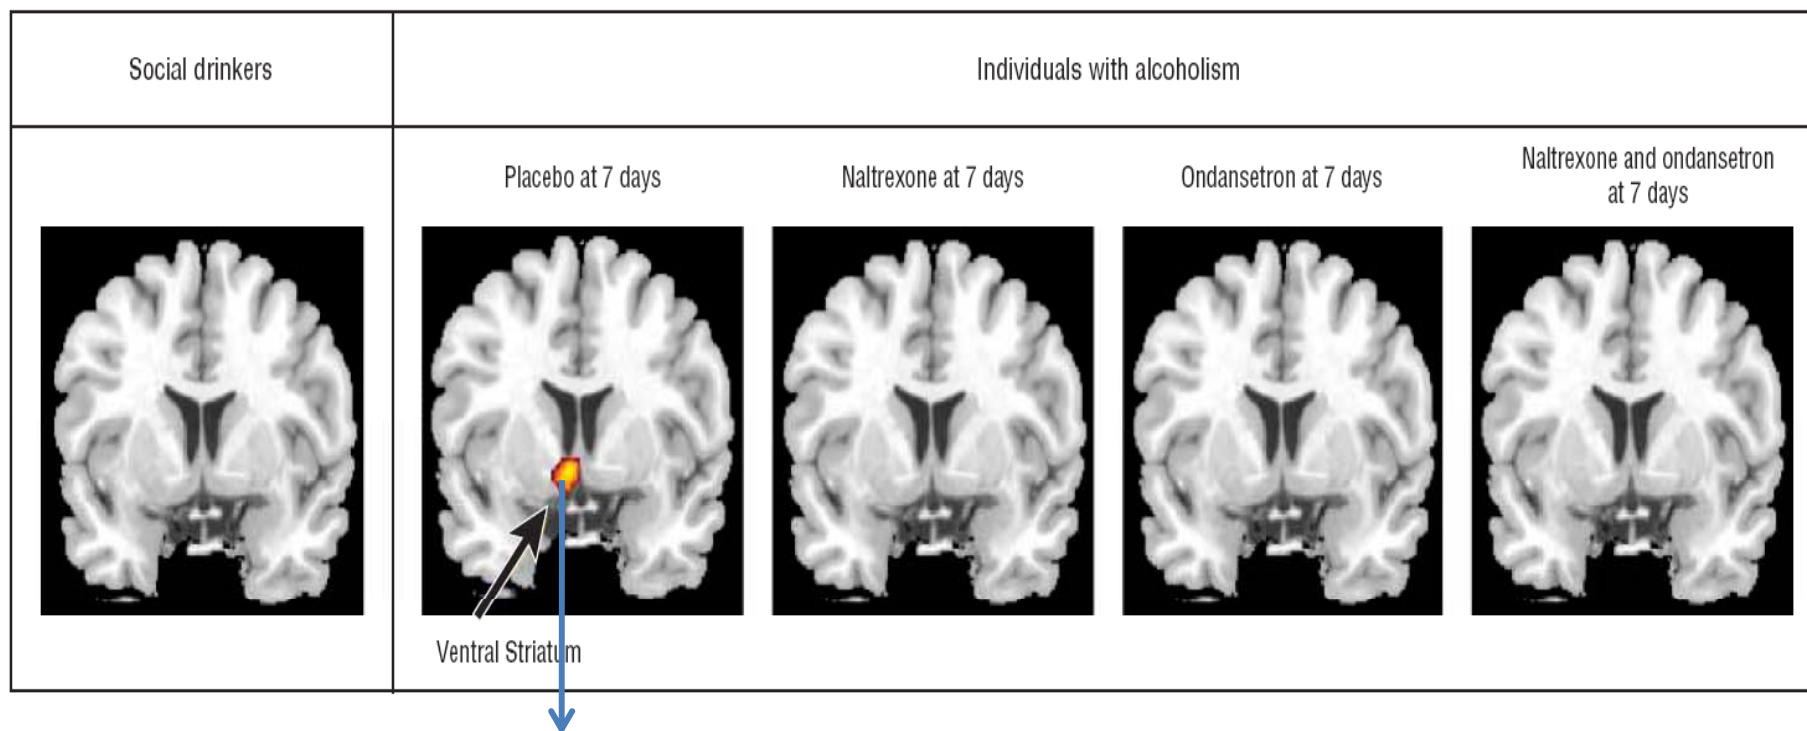 Social drinkers
Individuals with alcoholism
Placebo at 7 days
Naltrexone at 7 days
Ondansetron at 7 days
Naltrexone and ondansetron
at 7 days
Ventral Striatum